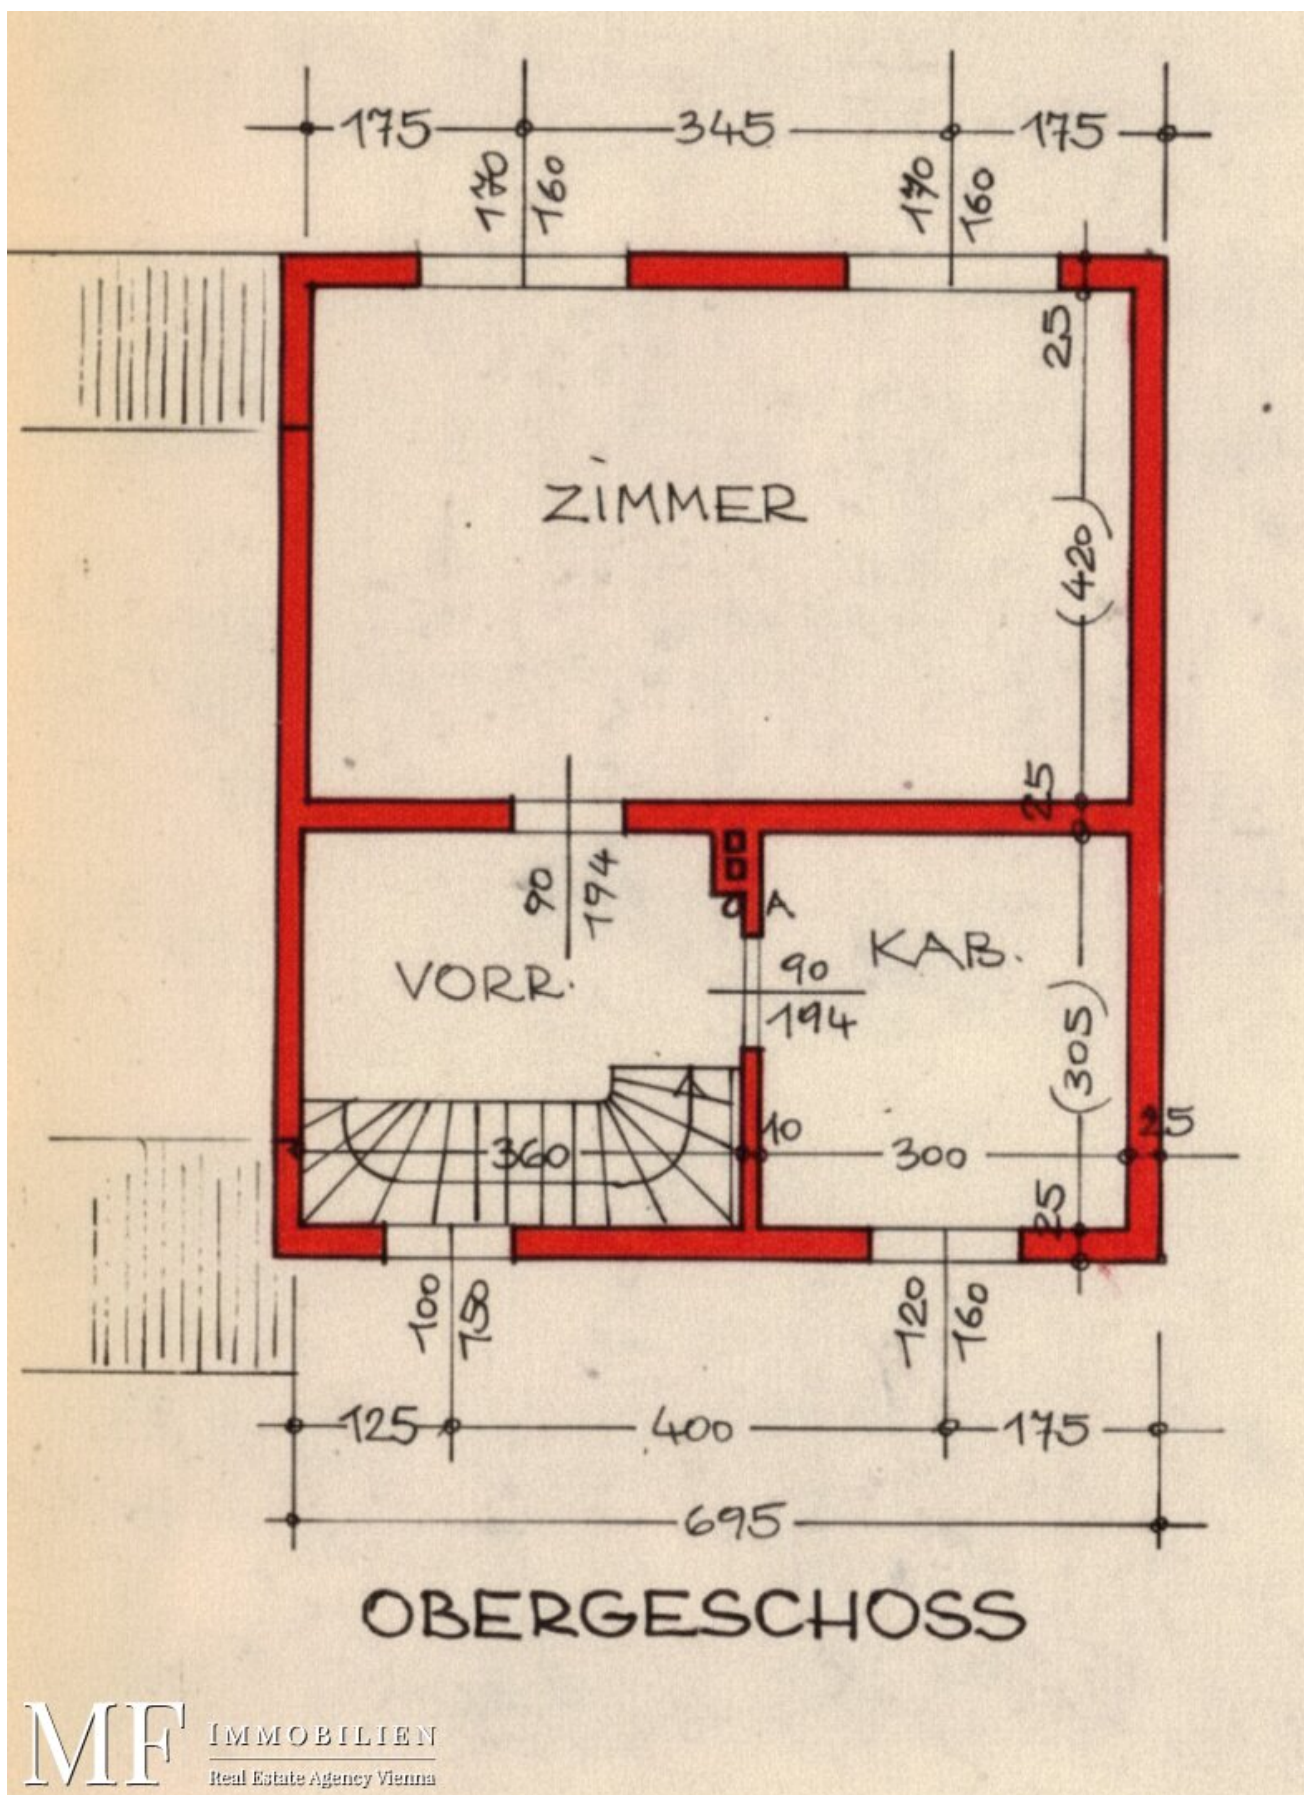 175 345 175
170 160 170 160
25
ZIMMER
(420)
25
90 194
A
KAB.
VORR.
90
194
(305)
10 25
360 300
25
100 150 120 160
125 400 175
695
OBERGESCHOSS
MF IMMOBILIEN
Real Estate Agency Vienna